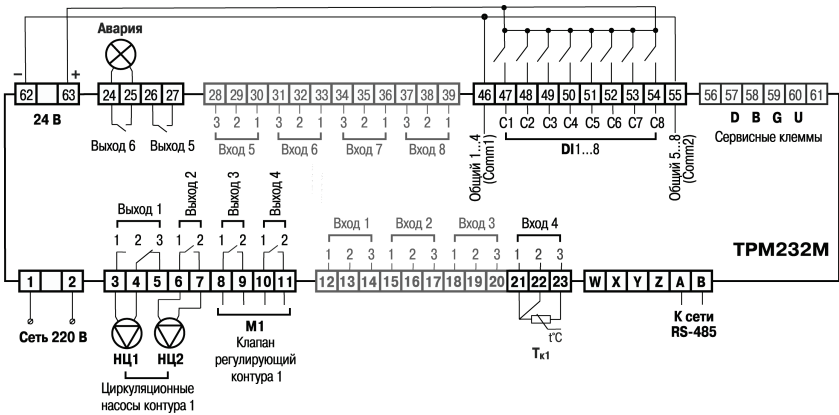 Авария
– +
62 63 24 25 26 27 28 29 30 31 32 33 34 35 36 37 38 39 46 47 48 49 50 51 52 53 54 55 56 57 58 59 60 61
24 В
3 2 1 3 2 1 3 2 1 3 2 1
C1 C2 C3 C4 C5 C6 C7 C8
D B G U
Выход 6 Выход 5
Вход 5 Вход 6 Вход 7 Вход 8
Общий 1...4
(Comm1)
DI1...8
Общий 5...8
(Comm2)
Сервисные клеммы
Выход 1
Выход 2
Выход 3
Выход 4
Вход 1 Вход 2 Вход 3 Вход 4
1 2 3 1 2 1 2 1 2 1 2 3 1 2 3 1 2 3 1 2 3
ТРМ232М
1 2 3 4 5 6 7 8 9 10 11 12 13 14 15 16 17 18 19 20 21 22 23 W X Y Z A B
Сеть 220 В
НЦ1 НЦ2
М1
Клапан
регулирующий
контура 1
t°C
Тк1
К сети
RS-485
Циркуляционные
насосы контура 1